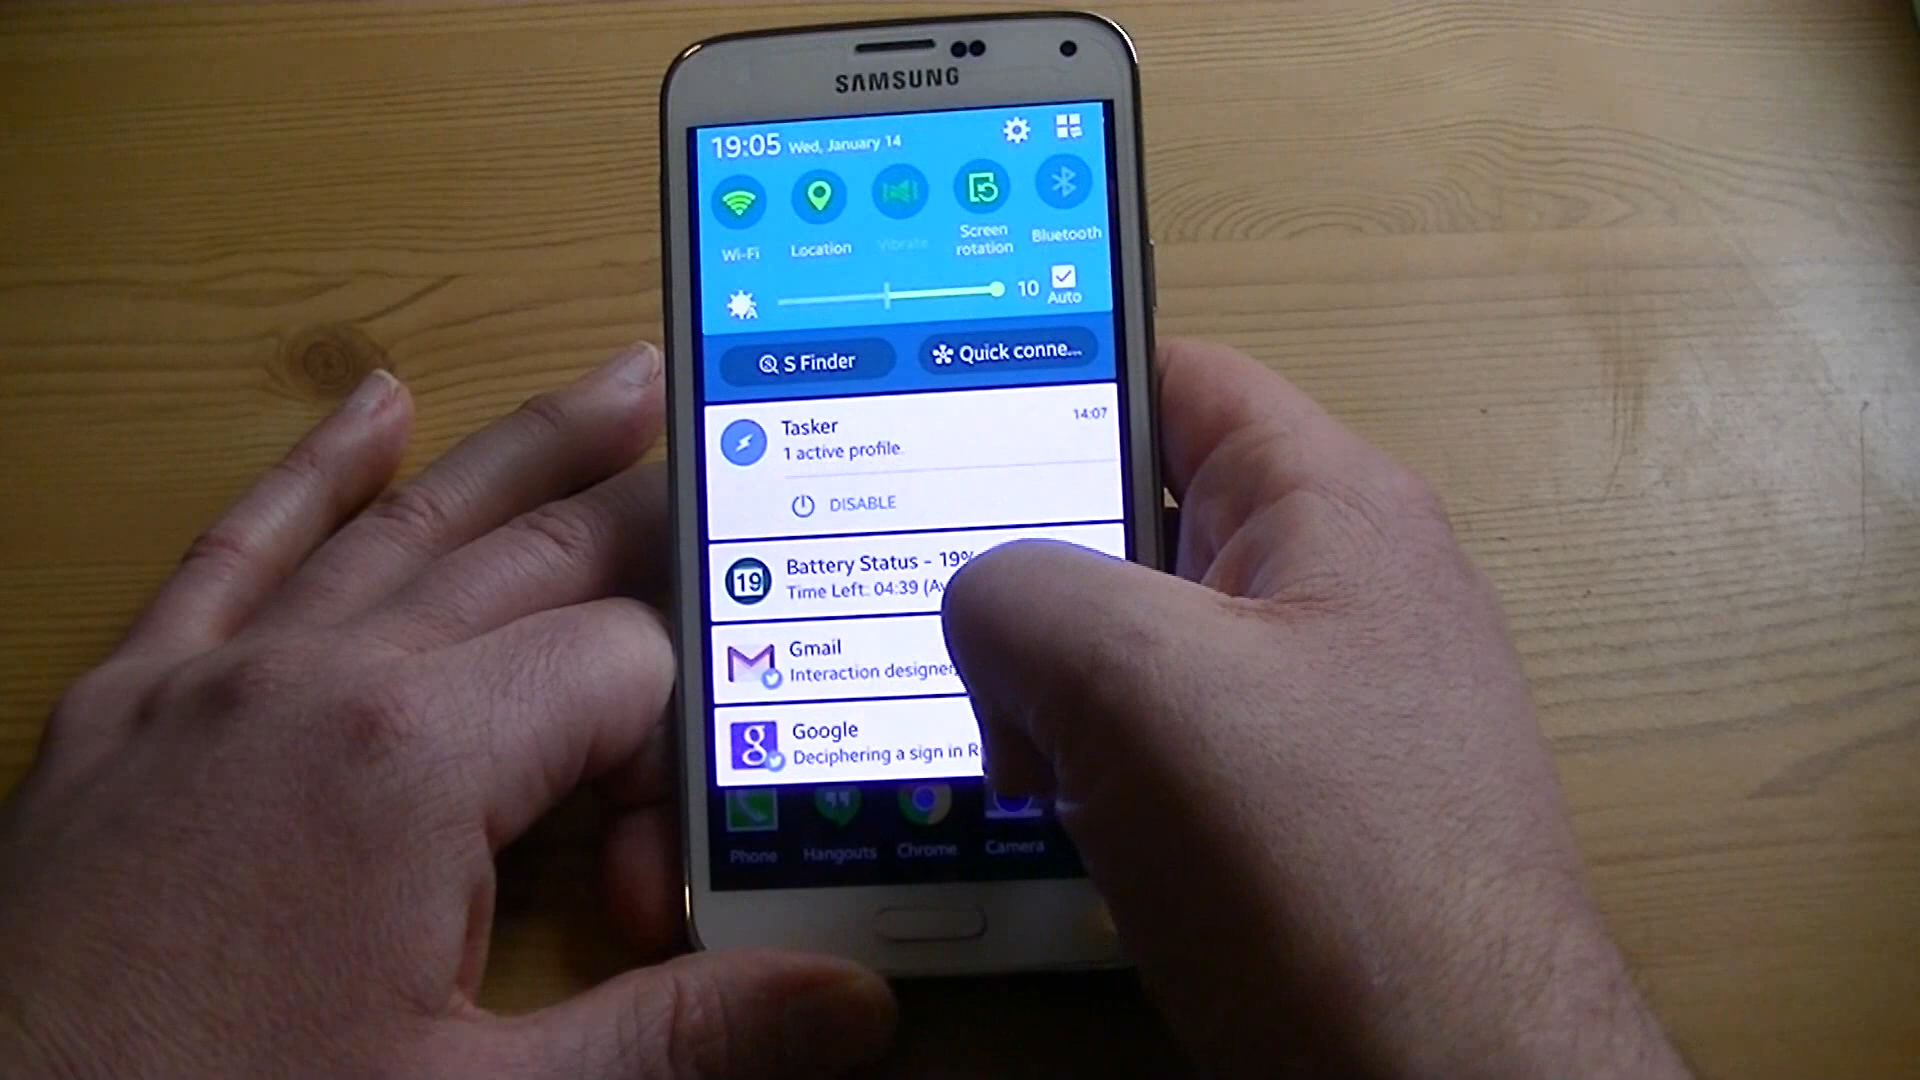 SAMSUNG
19:05 Wed, January 14
Wi-Fi
Location
Vibrate
Screen
rotation
Bluetooth
10
Auto
S Finder
Quick conne...
Tasker
14:07
1 active profile.
DISABLE
19
Battery Status - 19%
Time Left: 04:39
Gmail
Interaction designer
Google
Deciphering a sign in
Phone
Hangouts
Chrome
Camera